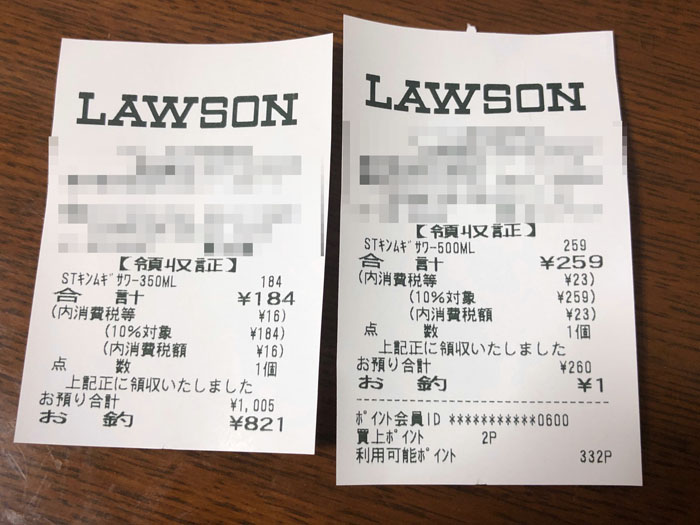 LAWSON
【領収証】
STキンムギサワー350ML 184
合 計 ¥184
(内消費税等 ¥16)
(10%対象 ¥184)
(内消費税額 ¥16)
点 数 1個
上記正に領収いたしました
お預り合計 ¥1,005
お 釣 ¥821
LAWSON
【領収証】
STキンムギサワー500ML 259
合 計 ¥259
(内消費税等 ¥23)
(10%対象 ¥259)
(内消費税額 ¥23)
点 数 1個
上記正に領収いたしました
お預り合計 ¥260
お 釣 ¥1
ポイント会員ID ***********0600
買上ポイント 2P
利用可能ポイント 332P